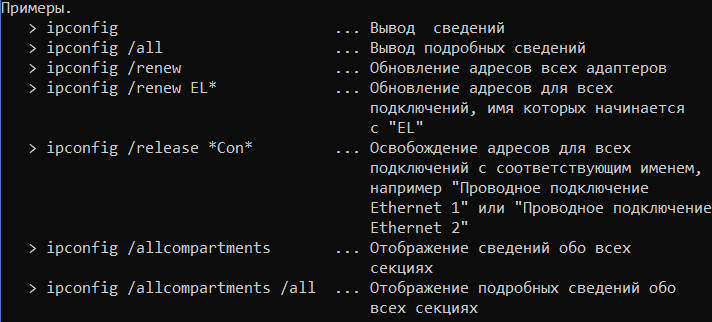 Примеры.
> ipconfig ... Вывод сведений
> ipconfig /all ... Вывод подробных сведений
> ipconfig /renew ... Обновление адресов всех адаптеров
> ipconfig /renew EL* ... Обновление адресов для всех
подключений, имя которых начинается
с "EL"
> ipconfig /release *Con* ... Освобождение адресов для всех
подключений с соответствующим именем,
например "Проводное подключение
Ethernet 1" или "Проводное подключение
Ethernet 2"
> ipconfig /allcompartments ... Отображение сведений обо всех
секциях
> ipconfig /allcompartments /all ... Отображение подробных сведений обо
всех секциях